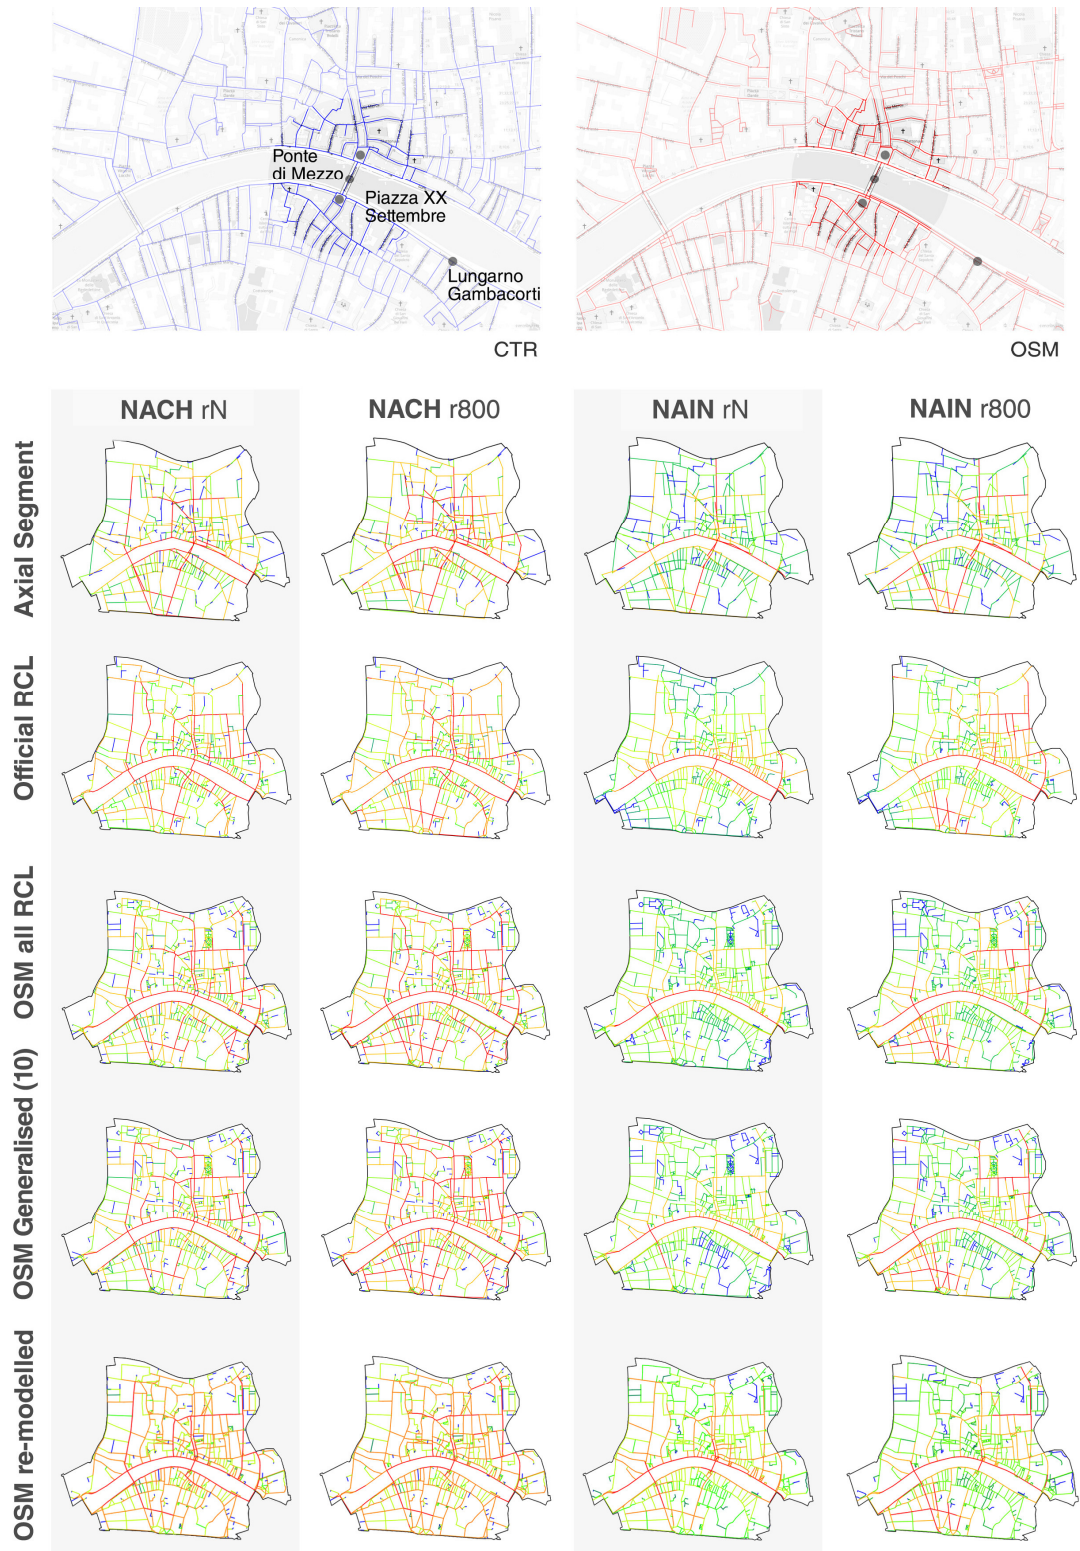 Ponte
di Mezzo
Piazza XX
Settembre
Lungarno
Gambacorti
CTR
OSM
NACH rN
NACH r800
NAIN rN
NAIN r800
Axial Segment
Official RCL
OSM all RCL
OSM Generalised (10)
OSM re-modelled